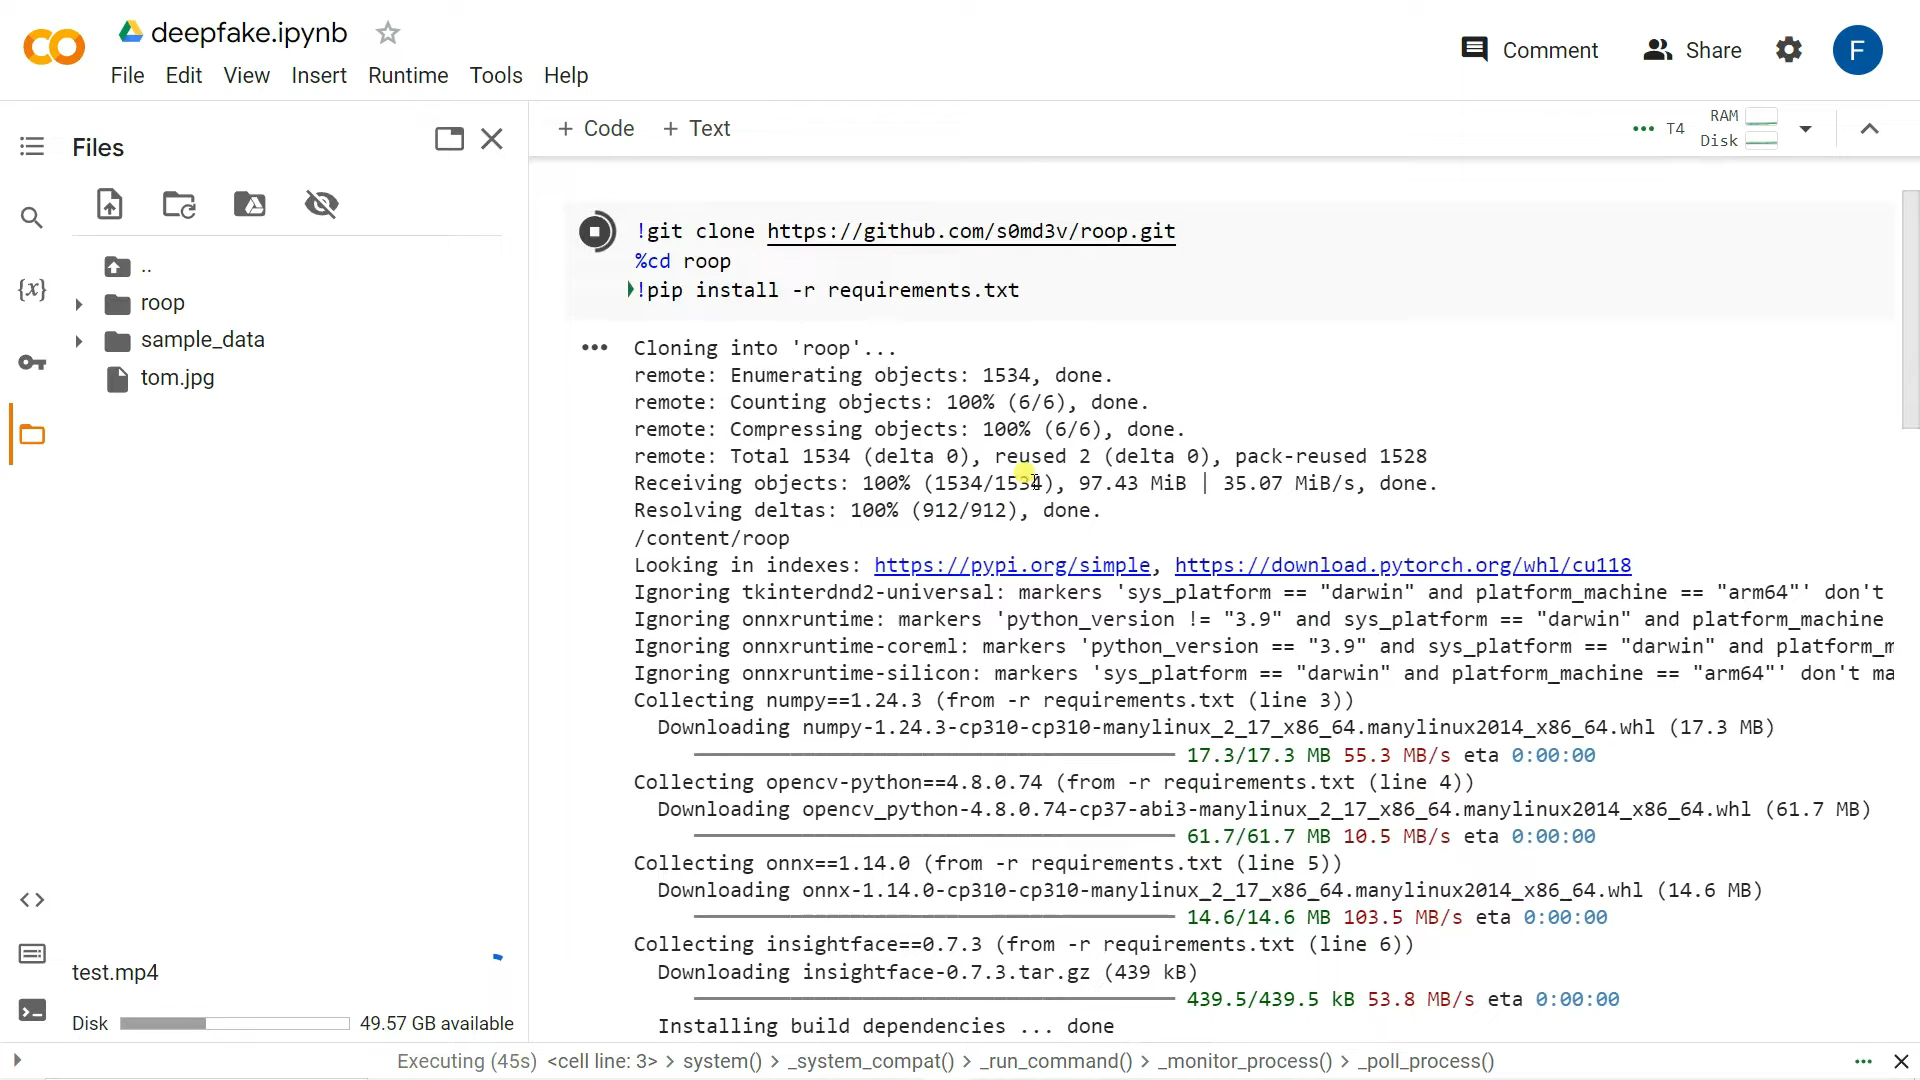 deepfake.ipynb
File Edit View Insert Runtime Tools Help
Comment Share F
Files
+ Code + Text
RAM
T4
Disk
..
roop
sample_data
tom.jpg
{x}
!git clone https://github.com/s0md3v/roop.git
%cd roop
!pip install -r requirements.txt
Cloning into 'roop'...
remote: Enumerating objects: 1534, done.
remote: Counting objects: 100% (6/6), done.
remote: Compressing objects: 100% (6/6), done.
remote: Total 1534 (delta 0), reused 2 (delta 0), pack-reused 1528
Receiving objects: 100% (1534/1534), 97.43 MiB | 35.07 MiB/s, done.
Resolving deltas: 100% (912/912), done.
/content/roop
Looking in indexes: https://pypi.org/simple, https://download.pytorch.org/whl/cu118
Ignoring tkinterdnd2-universal: markers 'sys_platform == "darwin" and platform_machine == "arm64"' don't
Ignoring onnxruntime: markers 'python_version != "3.9" and sys_platform == "darwin" and platform_machine
Ignoring onnxruntime-coreml: markers 'python_version == "3.9" and sys_platform == "darwin" and platform_m
Ignoring onnxruntime-silicon: markers 'sys_platform == "darwin" and platform_machine == "arm64"' don't ma
Collecting numpy==1.24.3 (from -r requirements.txt (line 3))
Downloading numpy-1.24.3-cp310-cp310-manylinux_2_17_x86_64.manylinux2014_x86_64.whl (17.3 MB)
17.3/17.3 MB 55.3 MB/s eta 0:00:00
Collecting opencv-python==4.8.0.74 (from -r requirements.txt (line 4))
Downloading opencv_python-4.8.0.74-cp37-abi3-manylinux_2_17_x86_64.manylinux2014_x86_64.whl (61.7 MB)
61.7/61.7 MB 10.5 MB/s eta 0:00:00
Collecting onnx==1.14.0 (from -r requirements.txt (line 5))
Downloading onnx-1.14.0-cp310-cp310-manylinux_2_17_x86_64.manylinux2014_x86_64.whl (14.6 MB)
14.6/14.6 MB 103.5 MB/s eta 0:00:00
Collecting insightface==0.7.3 (from -r requirements.txt (line 6))
Downloading insightface-0.7.3.tar.gz (439 kB)
439.5/439.5 kB 53.8 MB/s eta 0:00:00
Installing build dependencies ... done
test.mp4
Disk 49.57 GB available
Executing (45s) <cell line: 3> > system() > _system_compat() > _run_command() > _monitor_process() > _poll_process()